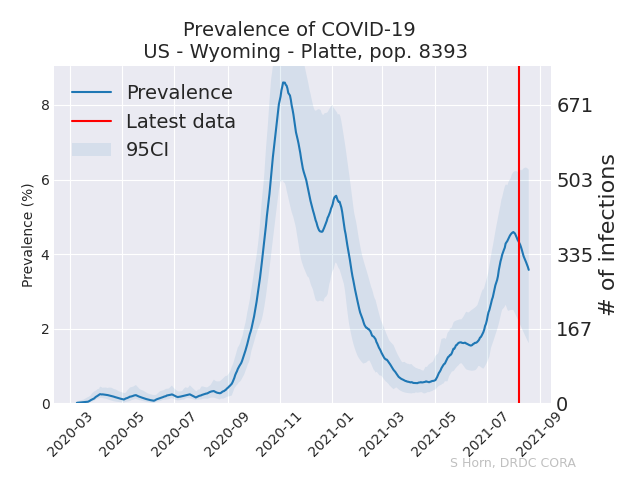 Prevalence of COVID-19
US - Wyoming - Platte, pop. 8393
Prevalence
Latest data
95CI
Prevalence (%)
8
6
4
2
0
671
503
335
167
0
# of infections
2020-03
2020-05
2020-07
2020-09
2020-11
2021-01
2021-03
2021-05
2021-07
2021-09
S Horn, DRDC CORA